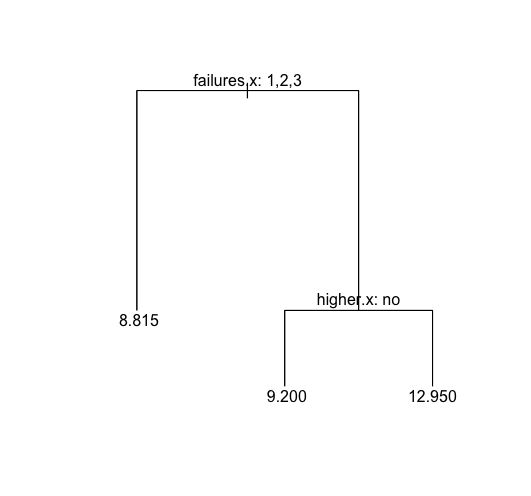 failures.x: 1,2,3
higher.x: no
8.815
9.200
12.950